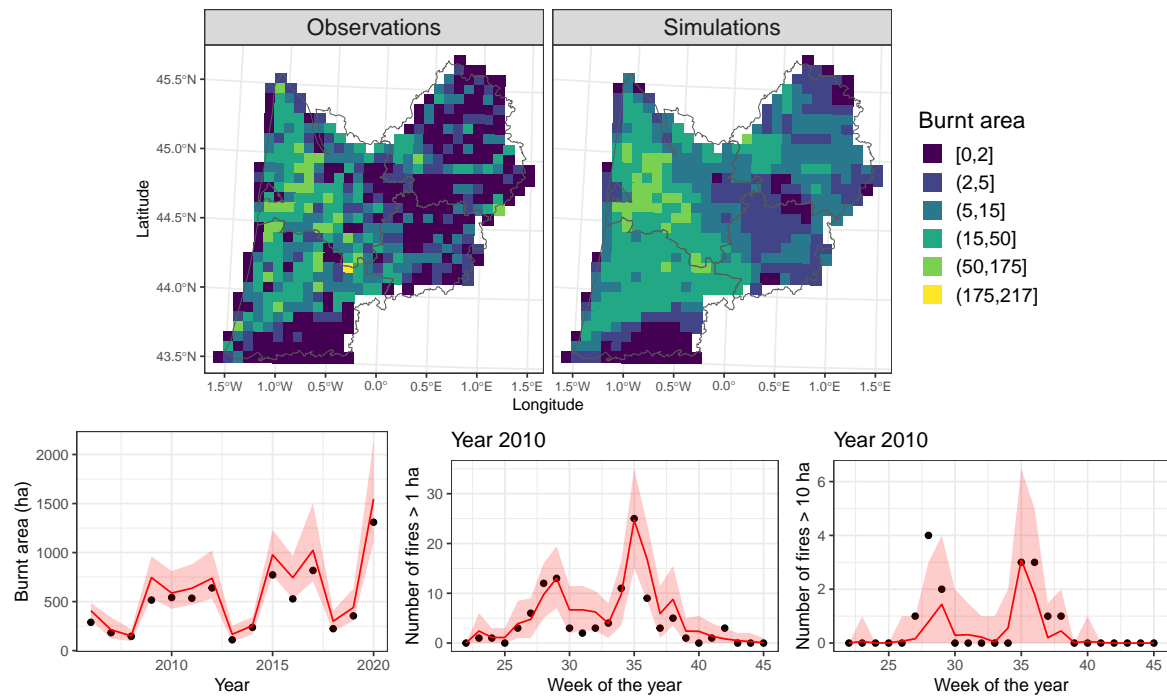 Observations
Simulations
45.5°N
45.0°N
44.5°N
44.0°N
43.5°N
Latitude
1.5°W
1.0°W
0.5°W
0.0°
0.5°E
1.0°E
1.5°E
1.5°W
1.0°W
0.5°W
0.0°
0.5°E
1.0°E
1.5°E
Longitude
Burnt area
[0,2]
(2,5]
(5,15]
(15,50]
(50,175]
(175,217]
Burnt area (ha)
2000
1500
1000
500
0
2010
2015
2020
Year
Year 2010
Number of fires > 1 ha
30
20
10
0
25
30
35
40
45
Week of the year
Year 2010
Number of fires > 10 ha
6
4
2
0
25
30
35
40
45
Week of the year